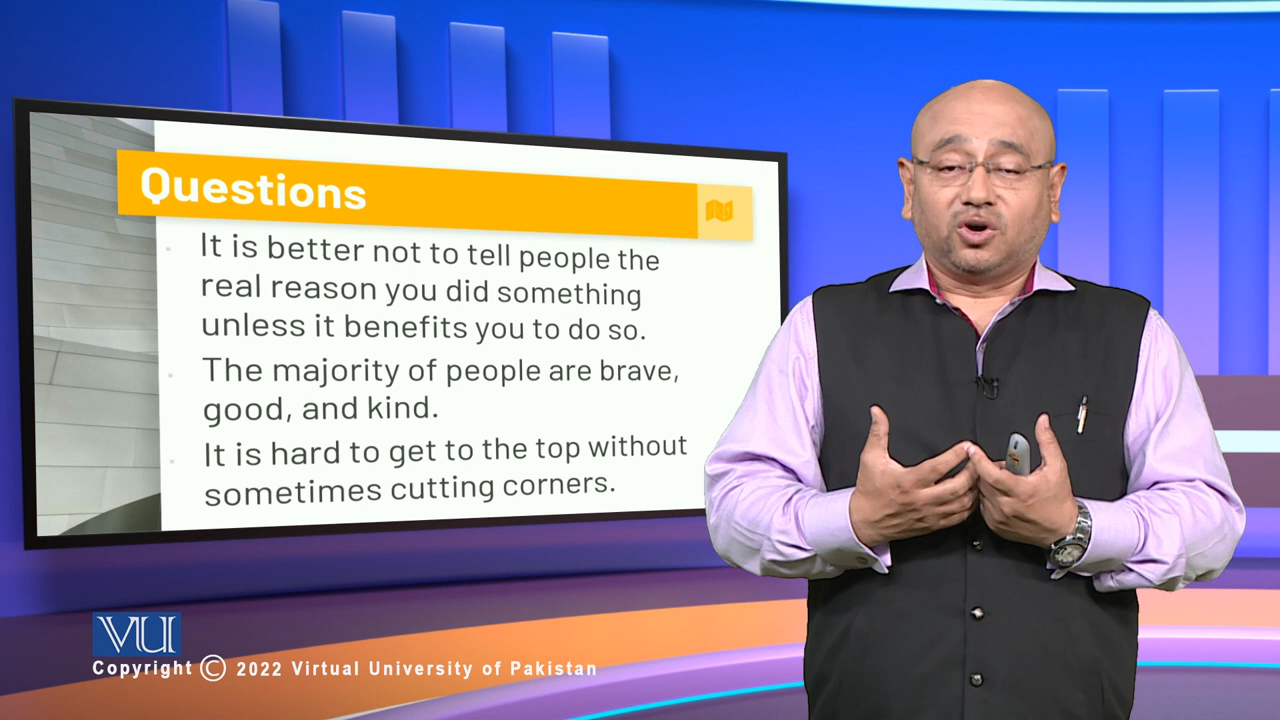 Questions
It is better not to tell people the
real reason you did something
unless it benefits you to do so.
The majority of people are brave,
good, and kind.
It is hard to get to the top without
sometimes cutting corners.
VU
Copyright © 2022 Virtual University of Pakistan